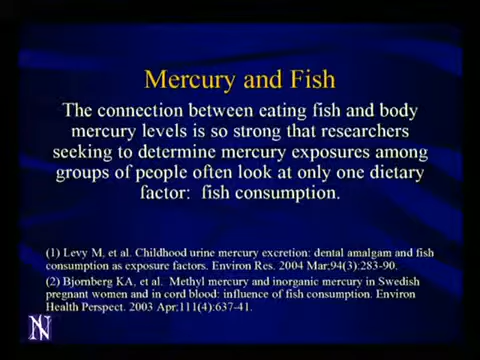 Mercury and Fish
The connection between eating fish and body
mercury levels is so strong that researchers
seeking to determine mercury exposures among
groups of people often look at only one dietary
factor:  fish consumption.
(1) Levy M, et al. Childhood urine mercury excretion: dental amalgam and fish
consumption as exposure factors. Environ Res. 2004 Mar;94(3):283-90.
(2) Bjornberg KA, et al.  Methyl mercury and inorganic mercury in Swedish
pregnant women and in cord blood: influence of fish consumption. Environ
Health Perspect. 2003 Apr;111(4):637-41.
N